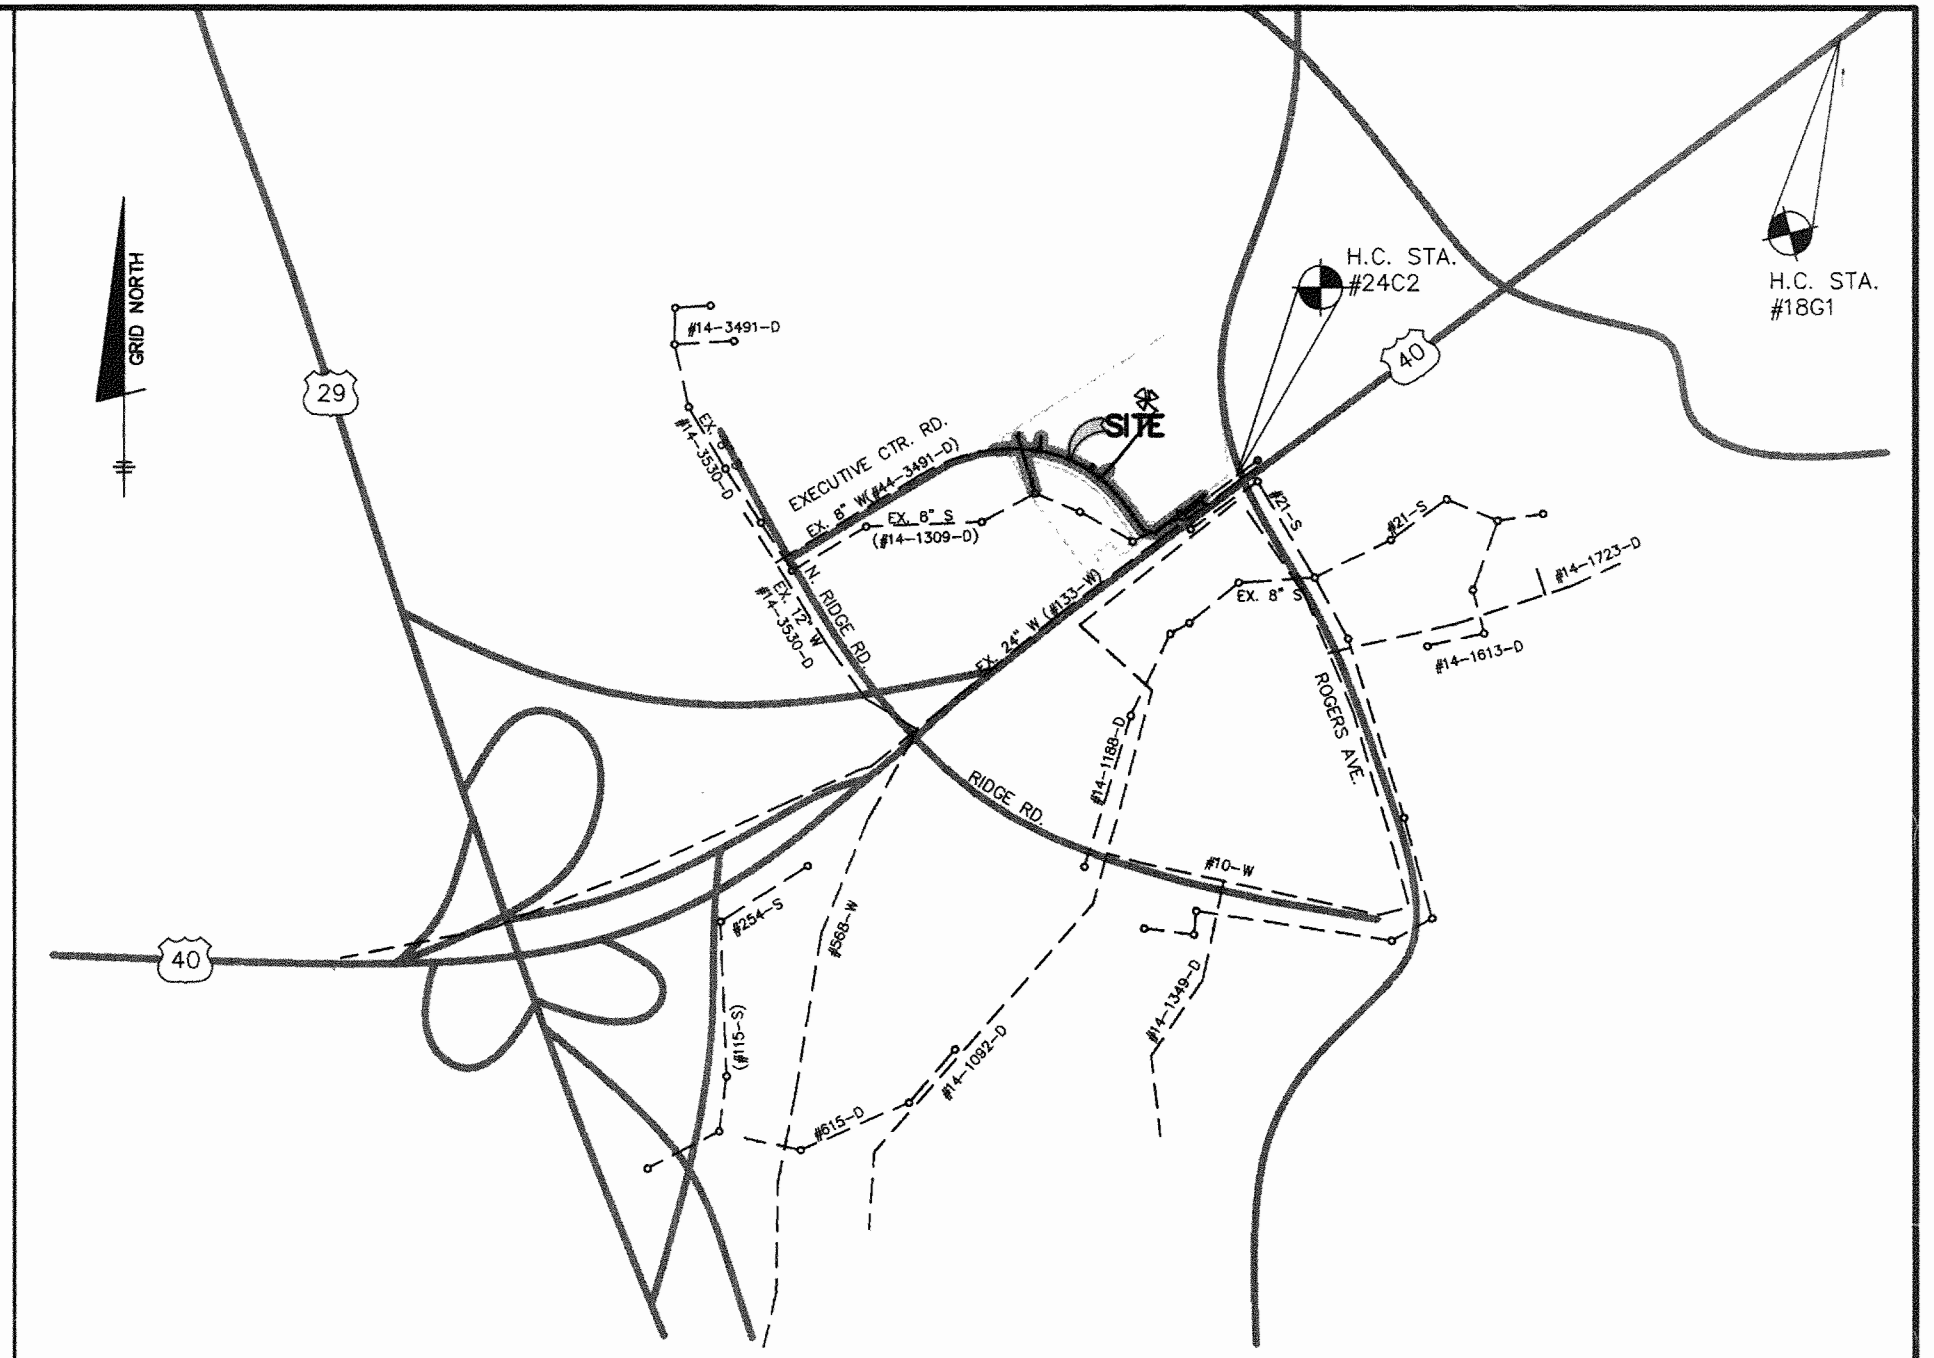 GRID NORTH
29
#14-3491-D
EX.
#14-3530-D
EXECUTIVE CTR. RD.
EX. 8" W(#44-3491-D)
EX. 8" S
(#14-1309-D)
SITE
H.C. STA.
#24C2
H.C. STA.
#18G1
40
N. RIDGE RD.
EX. 12" W
#14-3530-D
EX. 24" W (#133-W)
#21-S
#21-S
EX. 8" S
#14-1723-D
#14-1613-D
ROGERS AVE.
#14-1188-D
RIDGE RD.
#10-W
#254-S
#568-W
40
(#115-S)
#615-D
#14-1092-D
#14-1349-D